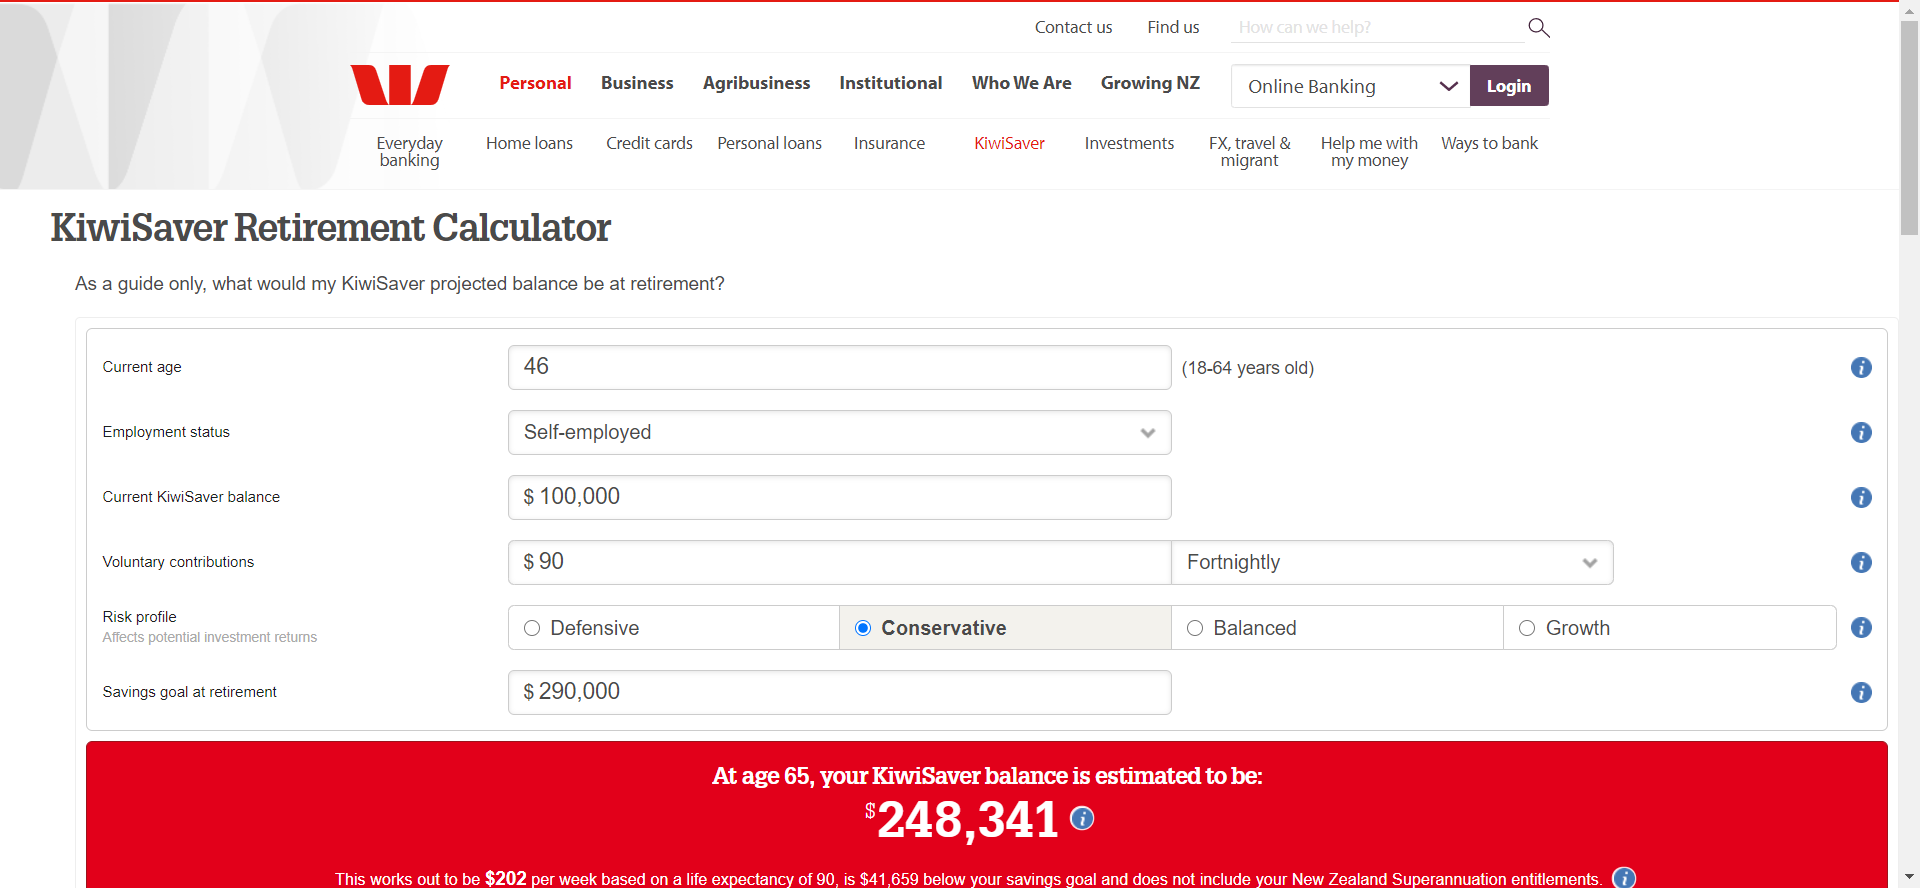 Contact us Find us How can we help?
Personal Business Agribusiness Institutional Who We Are Growing NZ Online Banking Login
Everyday banking Home loans Credit cards Personal loans Insurance KiwiSaver Investments FX, travel & migrant Help me with my money Ways to bank
KiwiSaver Retirement Calculator
As a guide only, what would my KiwiSaver projected balance be at retirement?
Current age 46 (18-64 years old)
Employment status Self-employed
Current KiwiSaver balance $ 100,000
Voluntary contributions $ 90 Fortnightly
Risk profile
Affects potential investment returns
Defensive Conservative Balanced Growth
Savings goal at retirement $ 290,000
At age 65, your KiwiSaver balance is estimated to be:
$248,341
This works out to be $202 per week based on a life expectancy of 90, is $41,659 below your savings goal and does not include your New Zealand Superannuation entitlements.